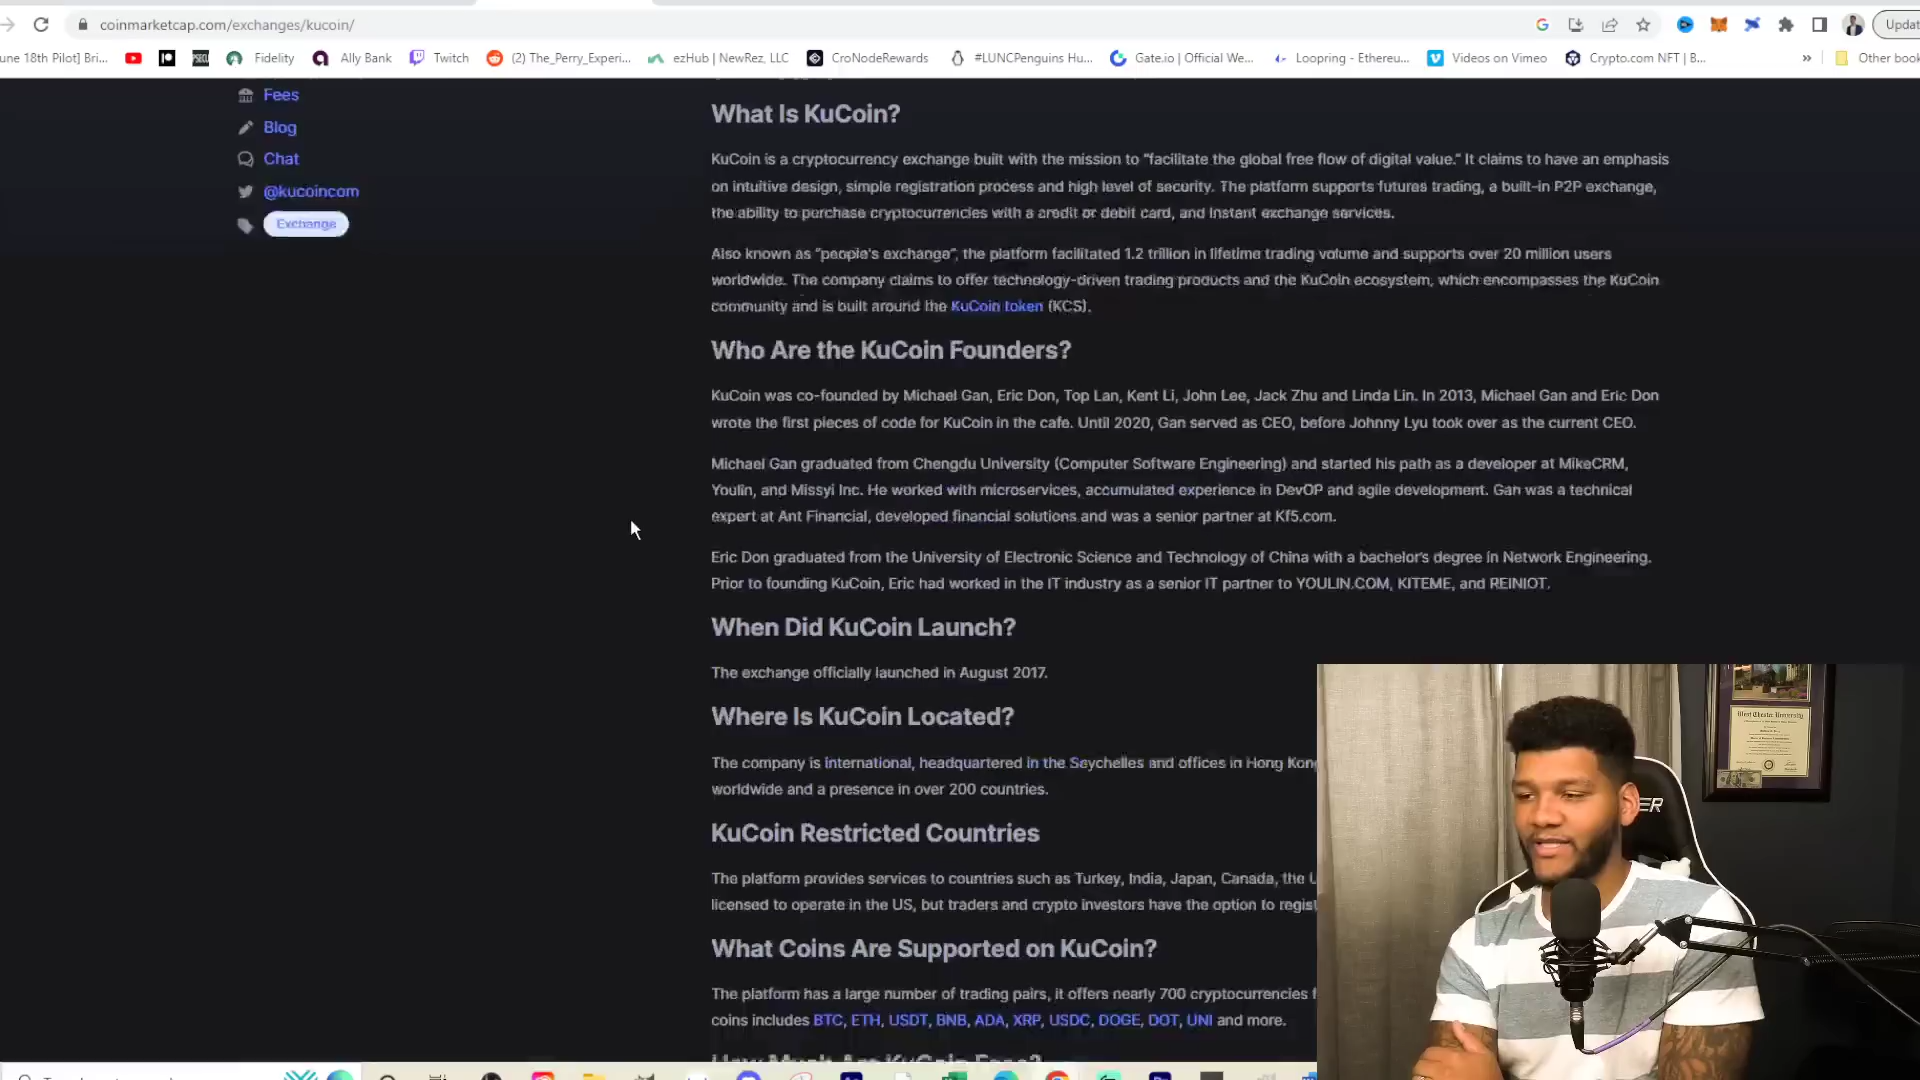 coinmarketcap.com/exchanges/kucoin/
Updat
une 18th Pilot] Bri...
Fidelity
Ally Bank
Twitch
(2) The_Perry_Experi...
ezHub | NewRez, LLC
CroNodeRewards
#LUNCPenguins Hu...
Gate.io | Official We...
Loopring - Ethereu...
Videos on Vimeo
Crypto.com NFT | B...
»
Other book
Fees
Blog
Chat
@kucoincom
Exchange
What Is KuCoin?
KuCoin is a cryptocurrency exchange built with the mission to “facilitate the global free flow of digital value.” It claims to have an emphasis
on intuitive design, simple registration process and high level of security. The platform supports futures trading, a built-in P2P exchange,
the ability to purchase cryptocurrencies with a credit or debit card, and instant exchange services.
Also known as “people's exchange”, the platform facilitated 1.2 trillion in lifetime trading volume and supports over 20 million users
worldwide. The company claims to offer technology-driven trading products and the KuCoin ecosystem, which encompasses the KuCoin
community and is built around the KuCoin token (KCS).
Who Are the KuCoin Founders?
KuCoin was co-founded by Michael Gan, Eric Don, Top Lan, Kent Li, John Lee, Jack Zhu and Linda Lin. In 2013, Michael Gan and Eric Don
wrote the first pieces of code for KuCoin in the cafe. Until 2020, Gan served as CEO, before Johnny Lyu took over as the current CEO.
Michael Gan graduated from Chengdu University (Computer Software Engineering) and started his path as a developer at MikeCRM,
Youlin, and Missyi Inc. He worked with microservices, accumulated experience in DevOP and agile development. Gan was a technical
expert at Ant Financial, developed financial solutions and was a senior partner at Kf5.com.
Eric Don graduated from the University of Electronic Science and Technology of China with a bachelor's degree in Network Engineering.
Prior to founding KuCoin, Eric had worked in the IT industry as a senior IT partner to YOULIN.COM, KITEME, and REINIOT.
When Did KuCoin Launch?
The exchange officially launched in August 2017.
Where Is KuCoin Located?
The company is international, headquartered in the Seychelles and offices in Hong Kong
worldwide and a presence in over 200 countries.
KuCoin Restricted Countries
The platform provides services to countries such as Turkey, India, Japan, Canada, the U
licensed to operate in the US, but traders and crypto investors have the option to regist
What Coins Are Supported on KuCoin?
The platform has a large number of trading pairs, it offers nearly 700 cryptocurrencies f
coins includes BTC, ETH, USDT, BNB, ADA, XRP, USDC, DOGE, DOT, UNI and more.
How Much Are KuCoin Fees?
West Chester University
ER